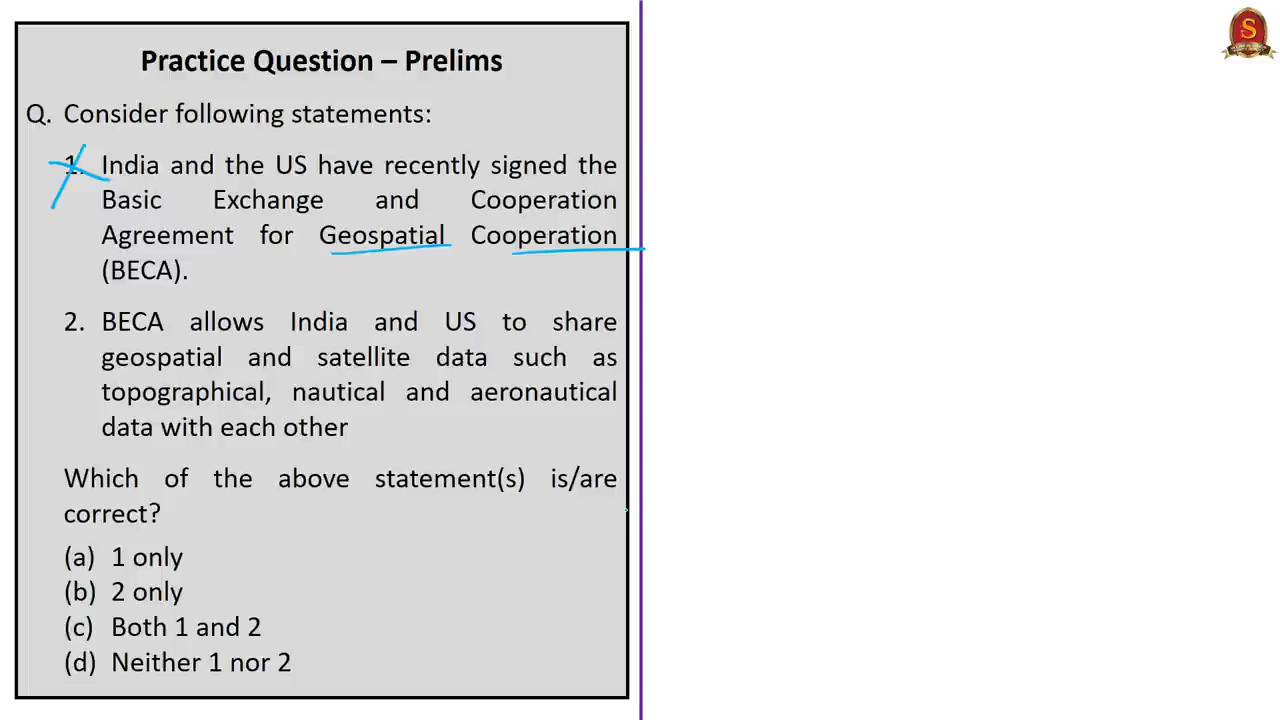 S
Practice Question – Prelims
Q. Consider following statements:
1. India and the US have recently signed the
Basic Exchange and Cooperation
Agreement for Geospatial Cooperation
(BECA).
2. BECA allows India and US to share
geospatial and satellite data such as
topographical, nautical and aeronautical
data with each other
Which of the above statement(s) is/are
correct?
(a) 1 only
(b) 2 only
(c) Both 1 and 2
(d) Neither 1 nor 2